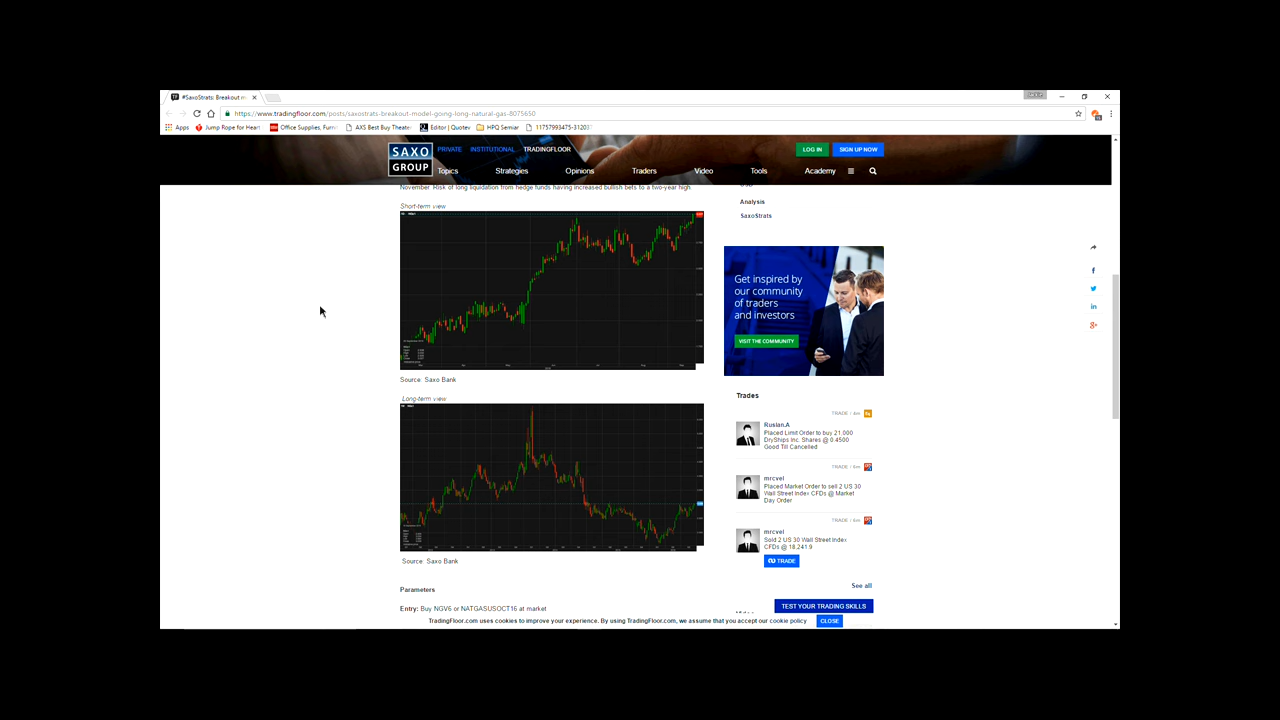 #SaxoStrats: Breakout m
https://www.tradingfloor.com/posts/saxostrats-breakout-model-going-long-natural-gas-8075650
Apps Jump Rope for Heart Office Supplies, Furn AXS Best Buy Theater Editor | Quotev HPQ Semiar 11757993475-31203
SAXO GROUP
PRIVATE INSTITUTIONAL TRADINGFLOOR
LOG IN SIGN UP NOW
Topics Strategies Opinions Traders Video Tools Academy
November Risk of long liquidation from hedge funds having increased bullish bets to a two-year high
Short-term view
Source: Saxo Bank
Long-term view
Source: Saxo Bank
Parameters
Entry: Buy NGV6 or NATGASUSOCT16 at market
Analysis
SaxoStrats
Get inspired by
our community
of traders
and investors
VISIT THE COMMUNITY
Trades
Ruslan.A
Placed Limit Order to buy 21,000
DryShips Inc. Shares @ 0.4500
Good Till Cancelled
mrcvel
Placed Market Order to sell 2 US 30
Wall Street Index CFDs @ Market
Day Order
mrcvel
Sold 2 US 30 Wall Street Index
CFDs @ 18,241.9
TRADE
See all
TEST YOUR TRADING SKILLS
TradingFloor.com uses cookies to improve your experience. By using TradingFloor.com, we assume that you accept our cookie policy
CLOSE